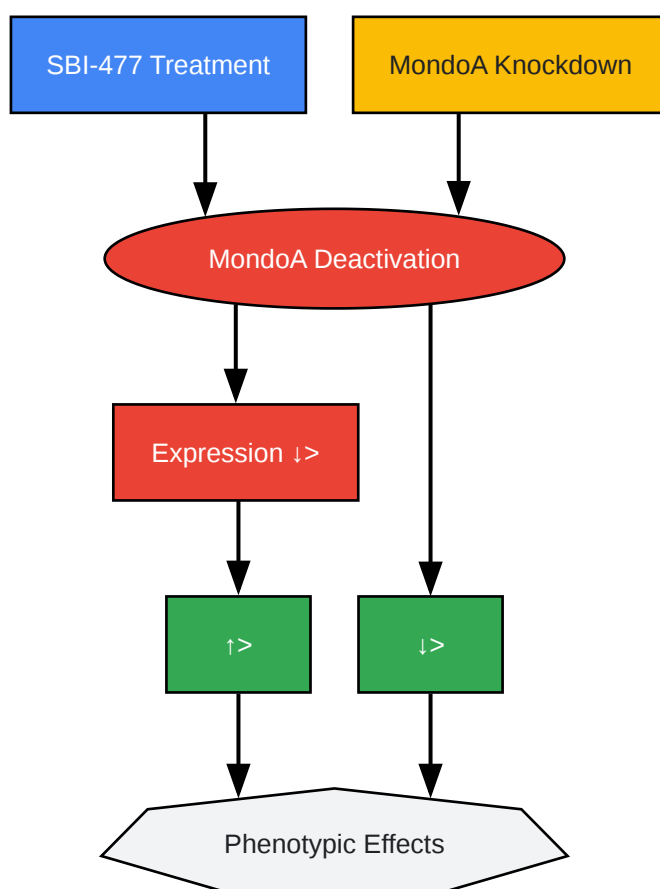 SBI-477 Treatment
MondoA Knockdown
MondoA Deactivation
Expression ↓>
↑>
↓>
Phenotypic Effects